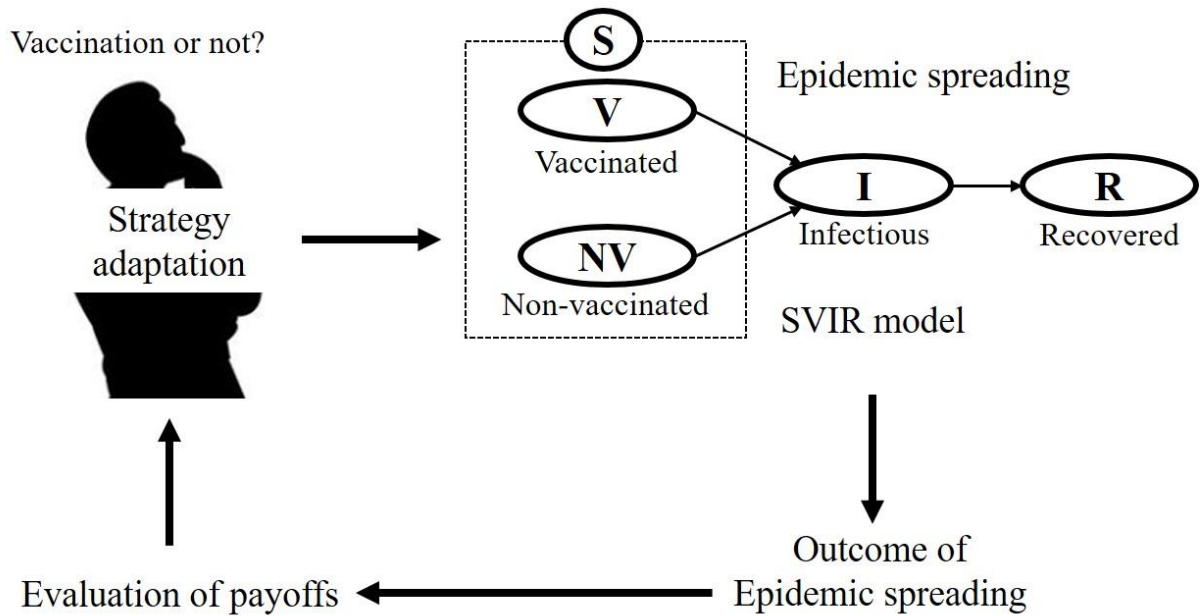 Vaccination or not?
Strategy
adaptation
S
V
Vaccinated
NV
Non-vaccinated
Epidemic spreading
I
Infectious
R
Recovered
SVIR model
Outcome of
Epidemic spreading
Evaluation of payoffs